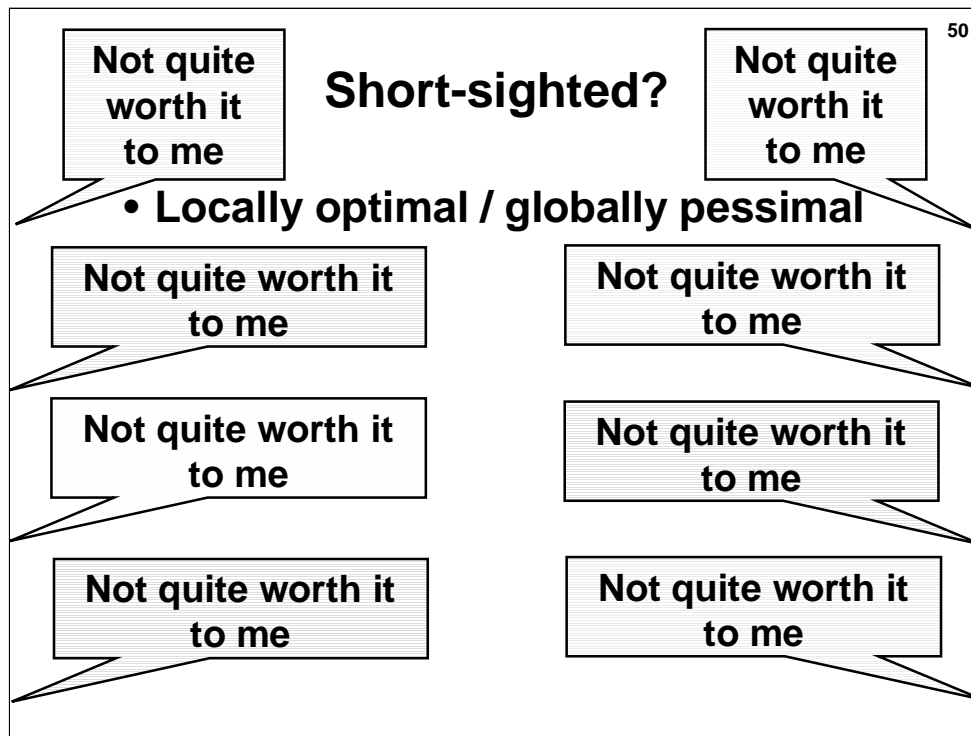 50
Not quite
worth it
to me
Short-sighted?
Not quite
worth it
to me
• Locally optimal / globally pessimal
Not quite worth it
to me
Not quite worth it
to me
Not quite worth it
to me
Not quite worth it
to me
Not quite worth it
to me
Not quite worth it
to me